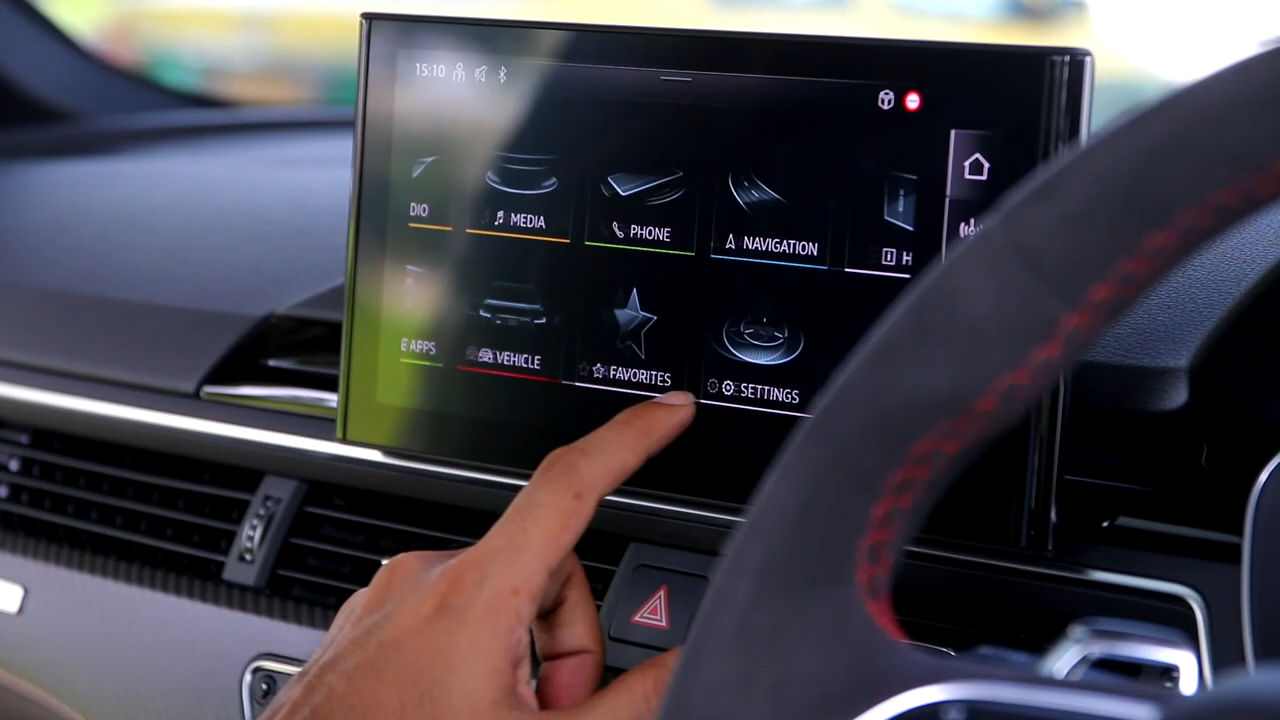 15:10
DIO
MEDIA
PHONE
NAVIGATION
H
E APPS
VEHICLE
FAVORITES
SETTINGS